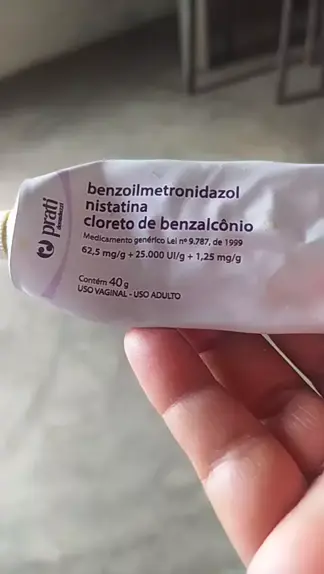 prati
donaduzzi
benzoilmetronidazol
nistatina
cloreto de benzalcônio
Medicamento genérico Lei nº 9.787, de 1999
62,5 mg/g + 25.000 UI/g + 1,25 mg/g
Contém 40 g
USO VAGINAL - USO ADULTO